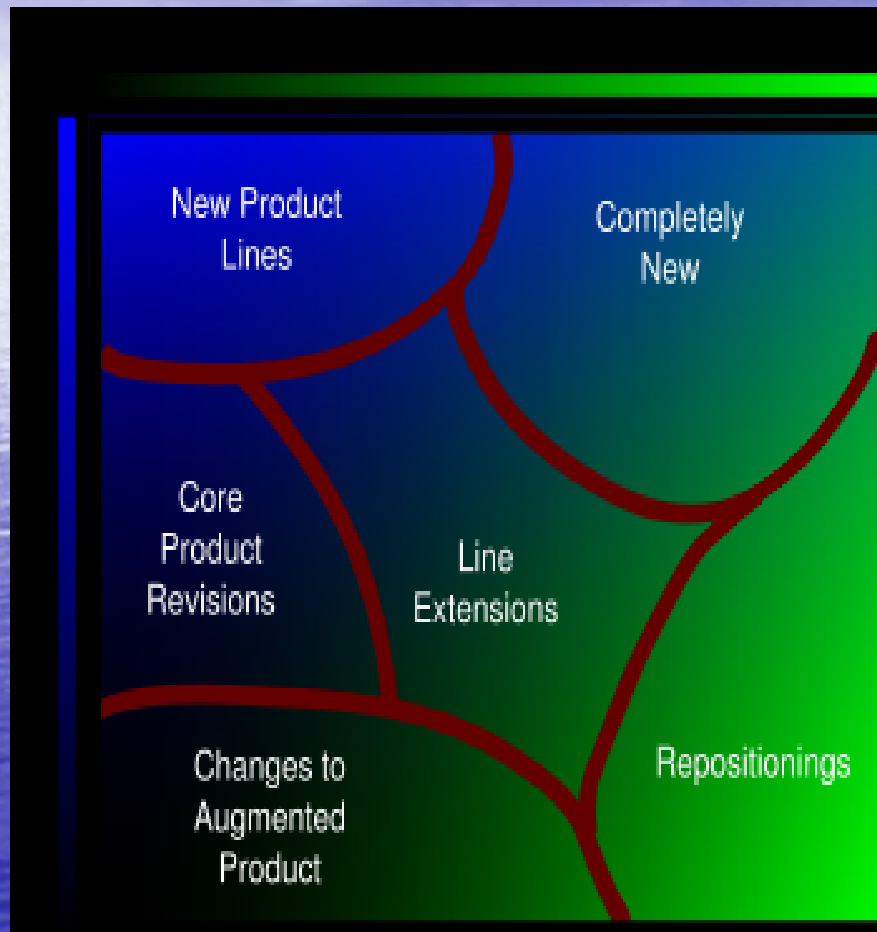 New Product
Lines
Completely
New
Core
Product
Revisions
Line
Extensions
Repositionings
Changes to
Augmented
Product